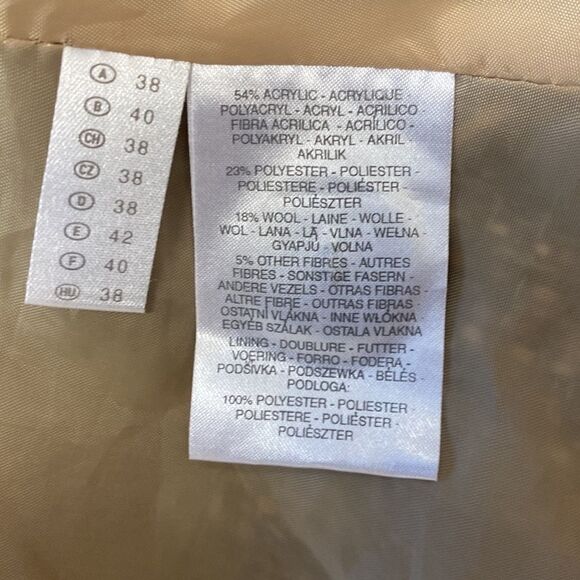 A 38
B 40
CH 38
CZ 38
D 38
E 42
F 40
HU 38
54% ACRYLIC - ACRYLIQUE -
POLYACRYL - ACRYL - ACRILICO
FIBRA ACRILICA - ACRÍLICO -
POLYAKRYL - AKRYL - AKRIL -
AKRILIK
23% POLYESTER - POLIESTER -
POLIESTERE - POLIÉSTER -
POLIÉSZTER
18% WOOL - LAINE - WOLLE -
WOL - LANA - LÃ - VLNA - WEŁNA -
GYAPJÚ - VOLNA
5% OTHER FIBRES - AUTRES
FIBRES - SONSTIGE FASERN -
ANDERE VEZELS - OTRAS FIBRAS -
ALTRE FIBRE - OUTRAS FIBRAS -
OSTATNÍ VLÁKNA - INNE WŁÓKNA
EGYÉB SZÁLAK - OSTALA VLAKNA
LINING - DOUBLURE - FUTTER -
VOERING - FORRO - FODERA -
PODŠÍVKA - PODSZEWKA - BÉLÉS -
PODLOGA:
100% POLYESTER - POLIESTER -
POLIESTERE - POLIÉSTER -
POLIÉSZTER